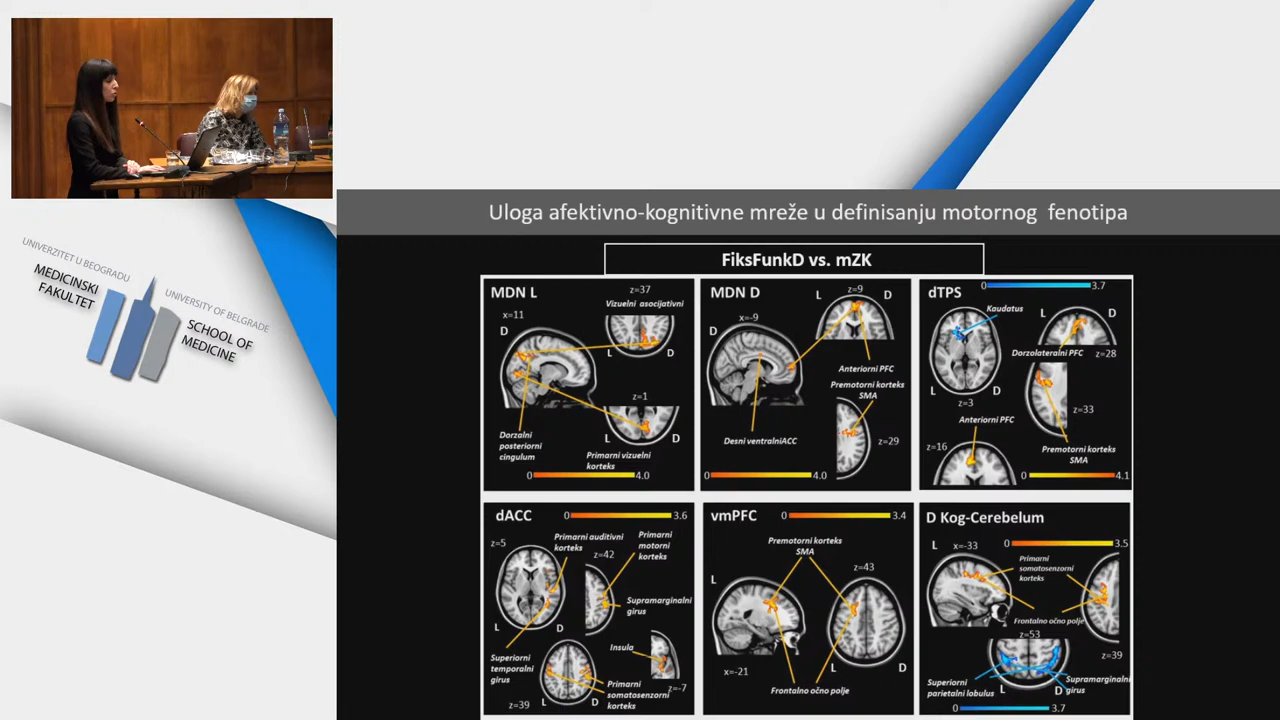 UNIVERZITET U BEOGRADU
MEDICINSKI
FAKULTET
UNIVERSITY OF BELGRADE
SCHOOL OF
MEDICINE
Uloga afektivno-kognitivne mreže u definisanju motornog fenotipa
FiksFunkD vs. mZK
MDN L
z=37
Vizuelni asocijativni
x=11
D
L
D
z=1
L
D
Dorzalni
posteriorni
cingulum
Primarni vizuelni
korteks
0
4.0
MDN D
z=9
L
D
x=-9
D
Anteriorni PFC
Premotorni korteks
SMA
z=29
Desni ventralniACC
0
4.0
dTPS
0
3.7
Kaudatus
L
D
Dorzolateralni PFC
z=28
L
D
z=3
z=33
Anteriorni PFC
z=16
Premotorni korteks
SMA
0
4.1
dACC
0
3.6
Primarni auditivni
korteks
Primarni
motorni
korteks
z=5
z=42
Supramarginalni
girus
L
D
Insula
Superiorni
temporalni
girus
Primarni
somatosenzorni
korteks
z=-7
z=39
L
D
vmPFC
0
3.4
Premotorni korteks
SMA
z=43
L
L
D
x=-21
Frontalno očno polje
D Kog-Cerebelum
L
x=-33
0
3.5
Primarni
somatosenzorni
korteks
Frontalno očno polje
z=53
z=39
Superiorni
parietalni lobulus
L
D
Supramarginalni
girus
0
3.7